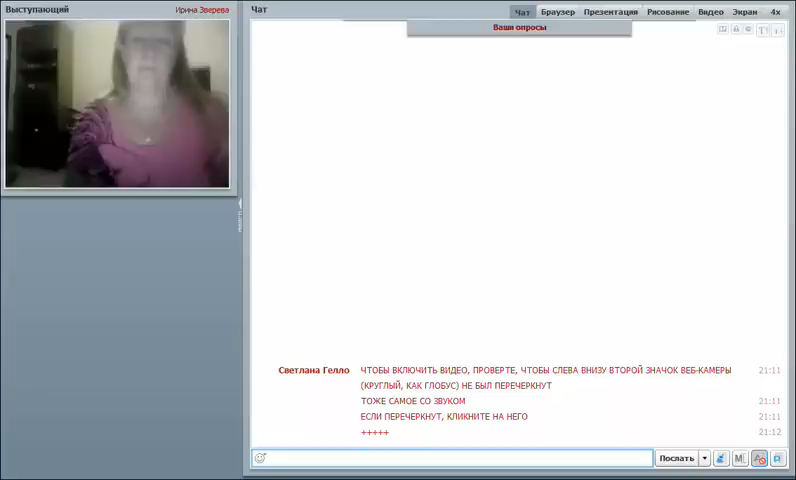 Выступающий Ирина Зверева
Чат
Чат Браузер Презентация Рисование Видео Экран 4x
Ваши опросы
Светлана Гелло ЧТОБЫ ВКЛЮЧИТЬ ВИДЕО, ПРОВЕРТЕ, ЧТОБЫ СЛЕВА ВНИЗУ ВТОРОЙ ЗНАЧОК ВЕБ-КАМЕРЫ 21:11
(КРУГЛЫЙ, КАК ГЛОБУС) НЕ БЫЛ ПЕРЕЧЕРКНУТ
ТОЖЕ САМОЕ СО ЗВУКОМ 21:11
ЕСЛИ ПЕРЕЧЕРКНУТ, КЛИКНИТЕ НА НЕГО 21:11
+++++ 21:12
Послать